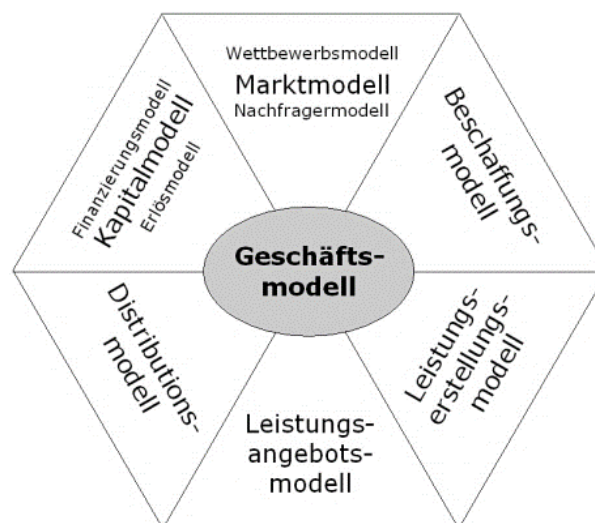 Wettbewerbsmodell
Marktmodell
Nachfragermodell
Beschaffungs-
modell
Leistungs-
erstellungs-
modell
Leistungs-
angebots-
modell
Distributions-
modell
Finanzierungsmodell
Kapitalmodell
Erlösmodell
Geschäfts-
modell